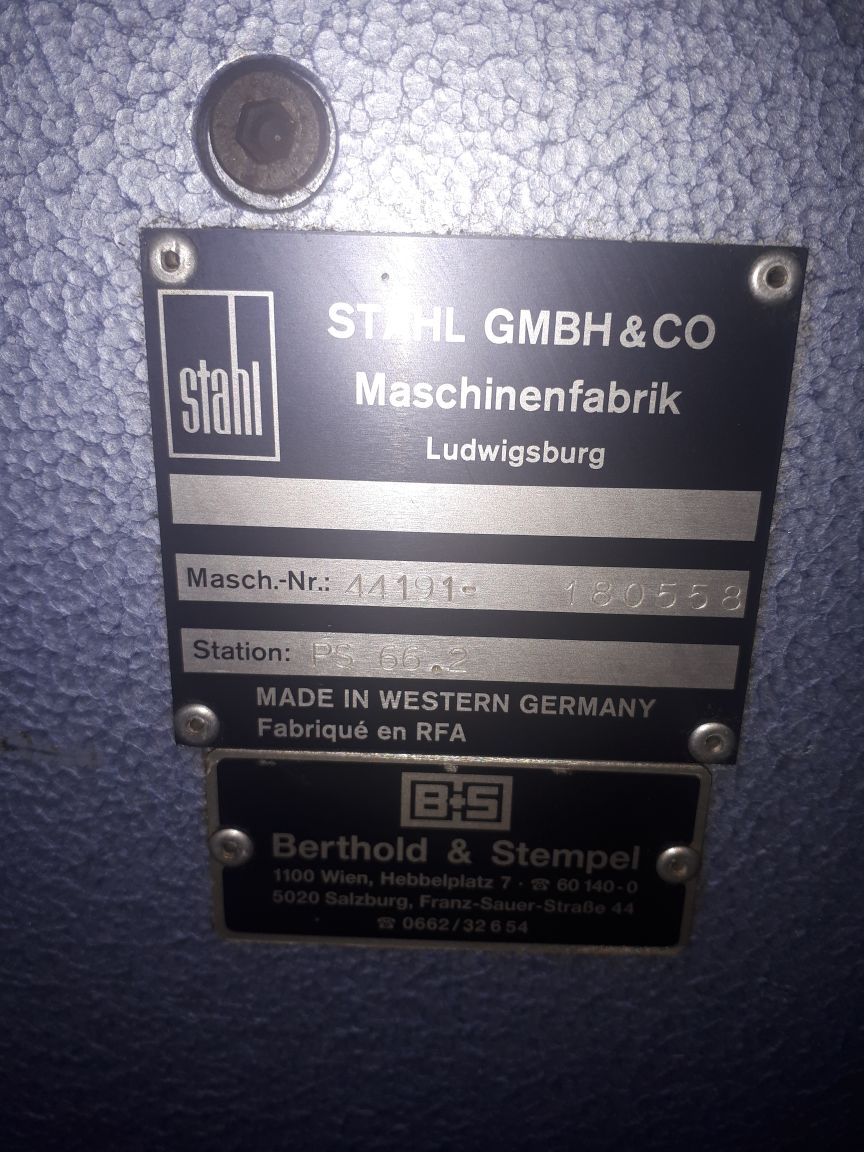 stahl
STAHL GMBH & CO
Maschinenfabrik
Ludwigsburg
Masch.-Nr.: 44191- 180558
Station: PS 66.2
MADE IN WESTERN GERMANY
Fabriqué en RFA
B+S
Berthold & Stempel
1100 Wien, Hebbelplatz 7 · ☎ 60 140-0
5020 Salzburg, Franz-Sauer-Straße 44
☎ 0662/32 6 54